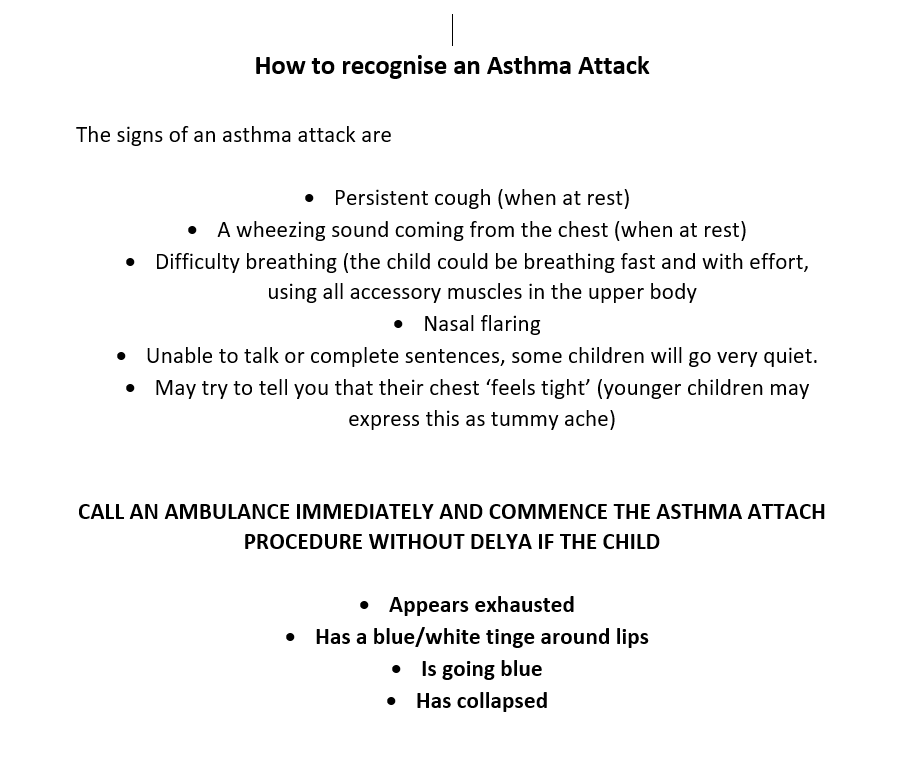 How to recognise an Asthma Attack
The signs of an asthma attack are
• Persistent cough (when at rest)
• A wheezing sound coming from the chest (when at rest)
• Difficulty breathing (the child could be breathing fast and with effort,
using all accessory muscles in the upper body
• Nasal flaring
• Unable to talk or complete sentences, some children will go very quiet.
• May try to tell you that their chest ‘feels tight’ (younger children may
express this as tummy ache)
CALL AN AMBULANCE IMMEDIATELY AND COMMENCE THE ASTHMA ATTACH
PROCEDURE WITHOUT DELYA IF THE CHILD
• Appears exhausted
• Has a blue/white tinge around lips
• Is going blue
• Has collapsed